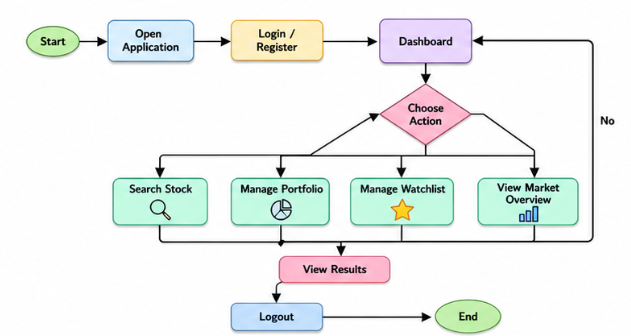 Start
Open
Application
Login /
Register
Dashboard
Choose
Action
No
Search Stock
Manage Portfolio
Manage Watchlist
View Market
Overview
View Results
Logout
End